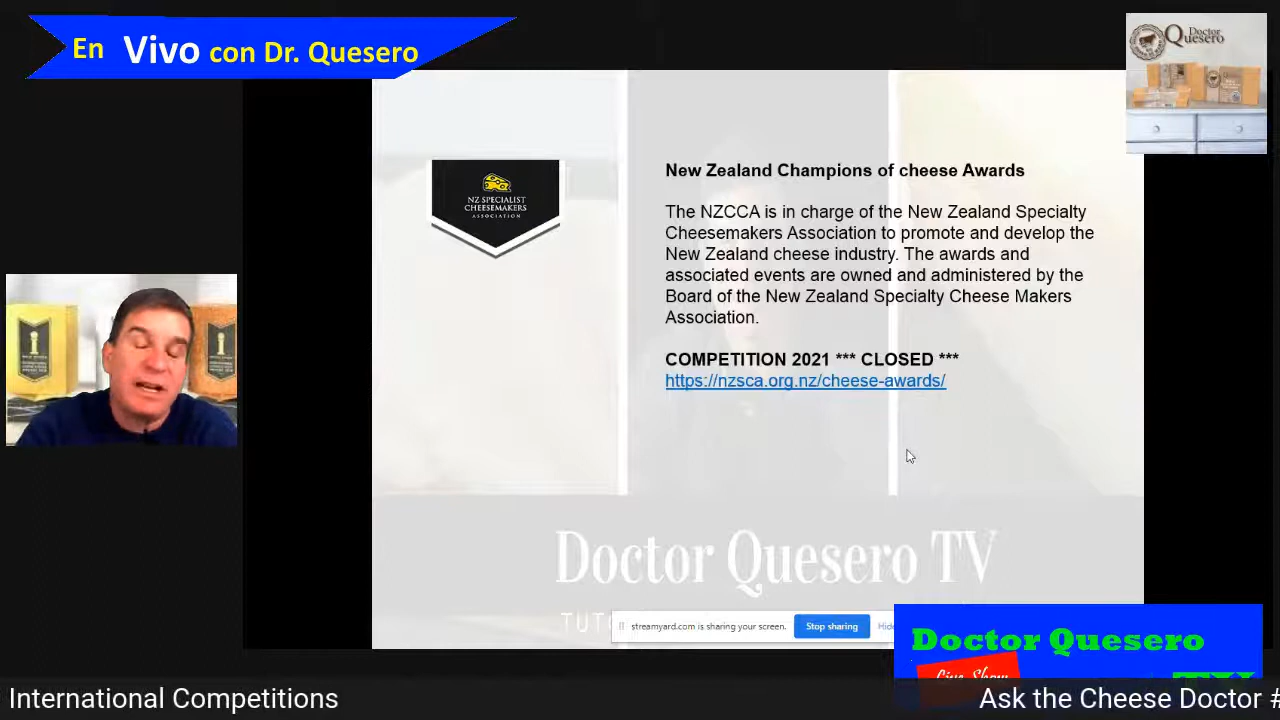 En Vivo con Dr. Quesero
Doctor
Quesero
NZ SPECIALIST
CHEESEMAKERS
ASSOCIATION
New Zealand Champions of cheese Awards
The NZCCA is in charge of the New Zealand Specialty
Cheesemakers Association to promote and develop the
New Zealand cheese industry. The awards and
associated events are owned and administered by the
Board of the New Zealand Specialty Cheese Makers
Association.
COMPETITION 2021 *** CLOSED ***
https://nzsca.org.nz/cheese-awards/
Doctor Quesero TV
streamyard.com is sharing your screen.
Stop sharing
Hide
Doctor Quesero
Live Show
TV
International Competitions
Ask the Cheese Doctor #